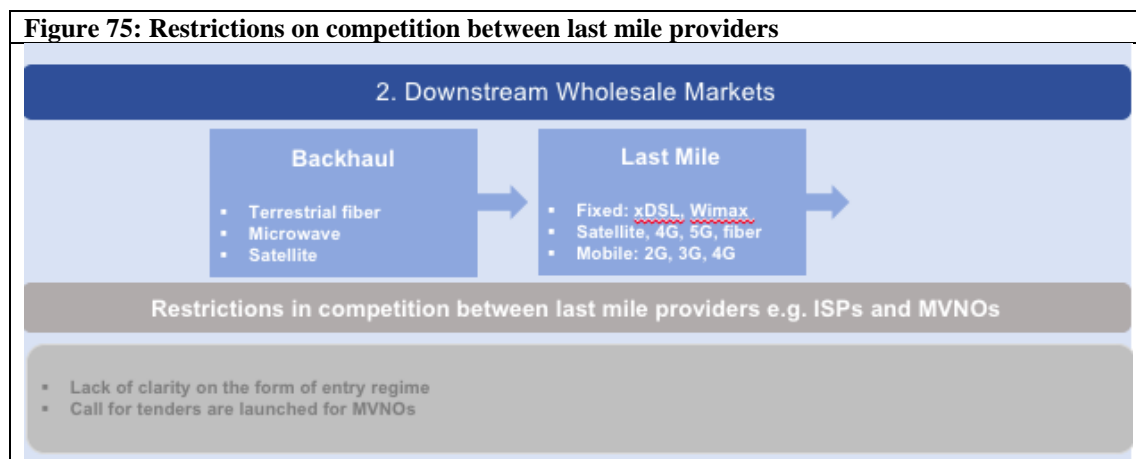 Figure 75: Restrictions on competition between last mile providers
2. Downstream Wholesale Markets
Backhaul
▪ Terrestrial fiber
▪ Microwave
▪ Satellite
Last Mile
▪ Fixed: xDSL, Wimax
▪ Satellite, 4G, 5G, fiber
▪ Mobile: 2G, 3G, 4G
Restrictions in competition between last mile providers e.g. ISPs and MVNOs
▪ Lack of clarity on the form of entry regime
▪ Call for tenders are launched for MVNOs